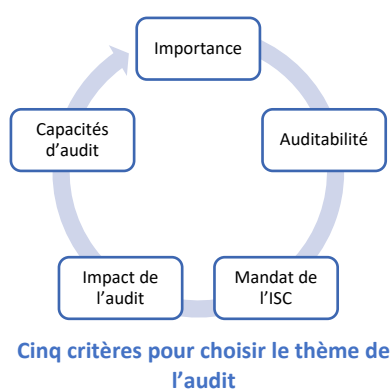 Importance
Auditabilité
Mandat de
l'ISC
Impact de
l'audit
Capacités
d'audit
Cinq critères pour choisir le thème de
l'audit